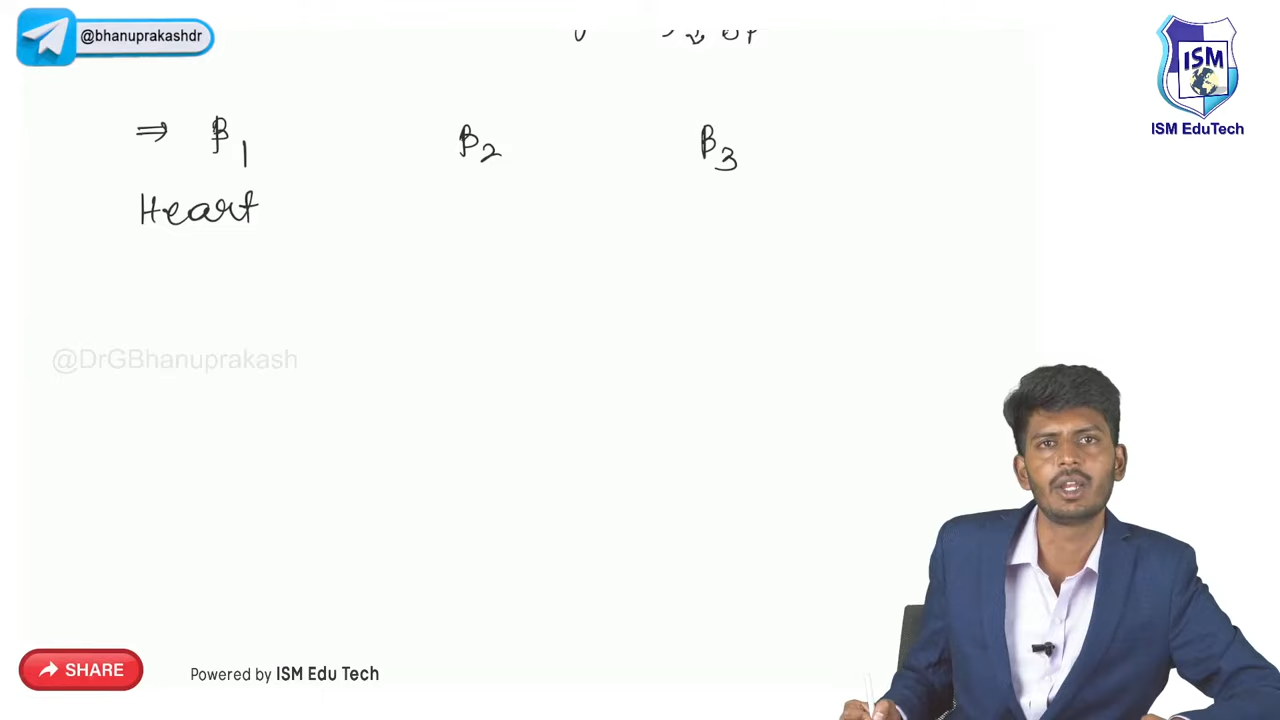 @bhanuprakashdr
ISM
ISM EduTech
⇒ β1 β2 β3
Heart
@DrGBhanuprakash
SHARE
Powered by ISM Edu Tech